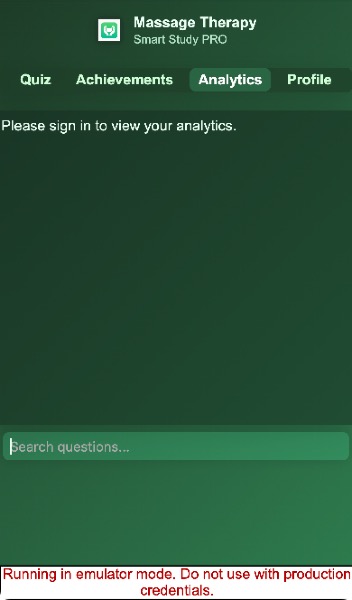 Massage Therapy
Smart Study PRO
Quiz Achievements Analytics Profile
Please sign in to view your analytics.
Search questions...
Running in emulator mode. Do not use with production
credentials.